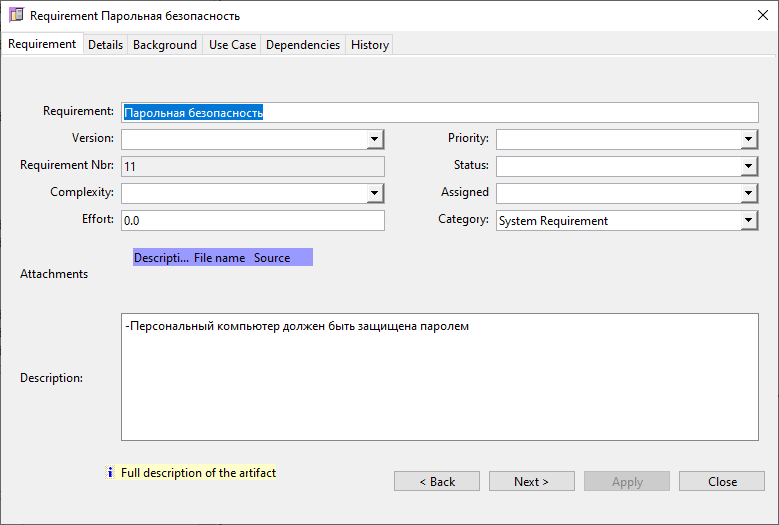 Requirement Парольная безопасность
Requirement Details Background Use Case Dependencies History
Requirement: Парольная безопасность
Version: Priority:
Requirement Nbr: 11 Status:
Complexity: Assigned
Effort: 0.0 Category: System Requirement
Descripti... File name Source
Attachments
-Персональный компьютер должен быть защищена паролем
Description:
Full description of the artifact
< Back Next > Apply Close